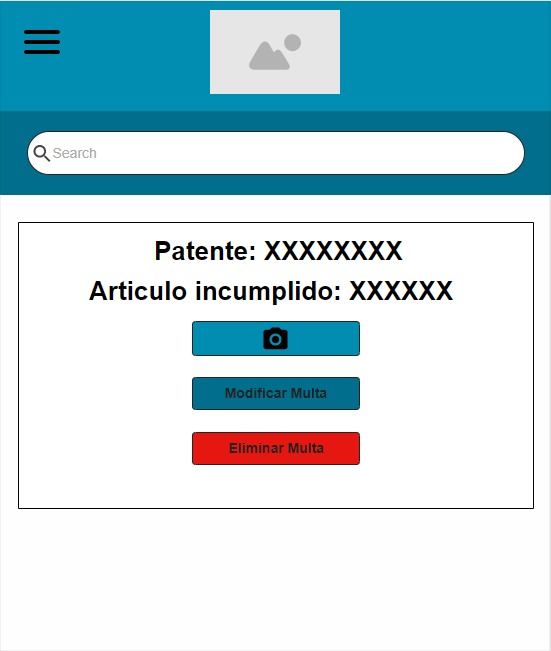 Search
Patente: XXXXXXXX
Articulo incumplido: XXXXXX
Modificar Multa
Eliminar Multa